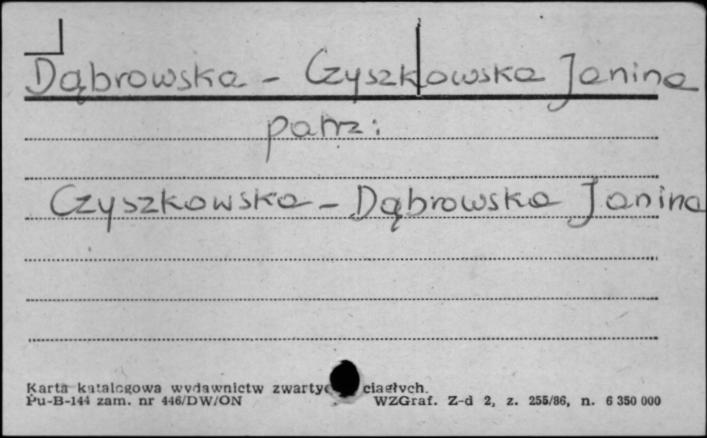 Dąbrowska - Czyszkowska Janina
patrz:
Czyszkowska - Dąbrowska Janina
Karta katalogowa wydawnictw ciągłych.
Pu-B-144 zam. nr 446/DW/ON WZGraf. Z-d 2, z. 255/86, n. 6 350 000